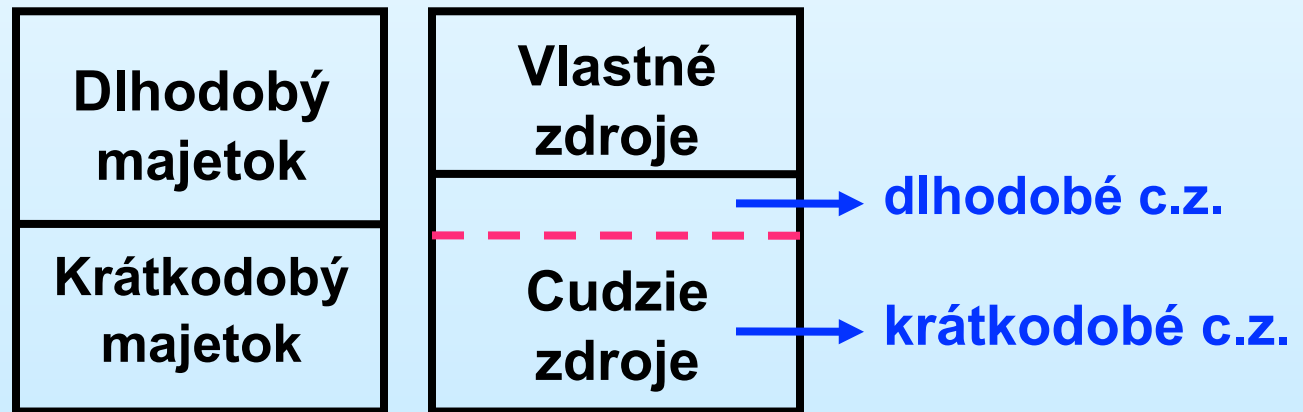 Dlhodobý
majetok
Krátkodobý
majetok
Vlastné
zdroje
Cudzie
zdroje
dlhodobé c.z.
krátkodobé c.z.